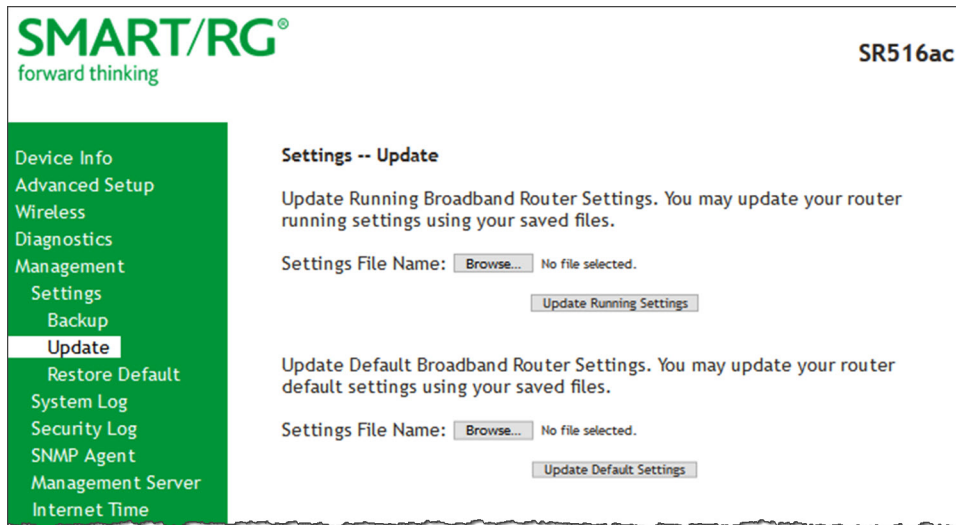 SMART/RG®
forward thinking
SR516ac
Device Info
Advanced Setup
Wireless
Diagnostics
Management
Settings
Backup
Update
Restore Default
System Log
Security Log
SNMP Agent
Management Server
Internet Time
Settings -- Update
Update Running Broadband Router Settings. You may update your router
running settings using your saved files.
Settings File Name: Browse... No file selected.
Update Running Settings
Update Default Broadband Router Settings. You may update your router
default settings using your saved files.
Settings File Name: Browse... No file selected.
Update Default Settings